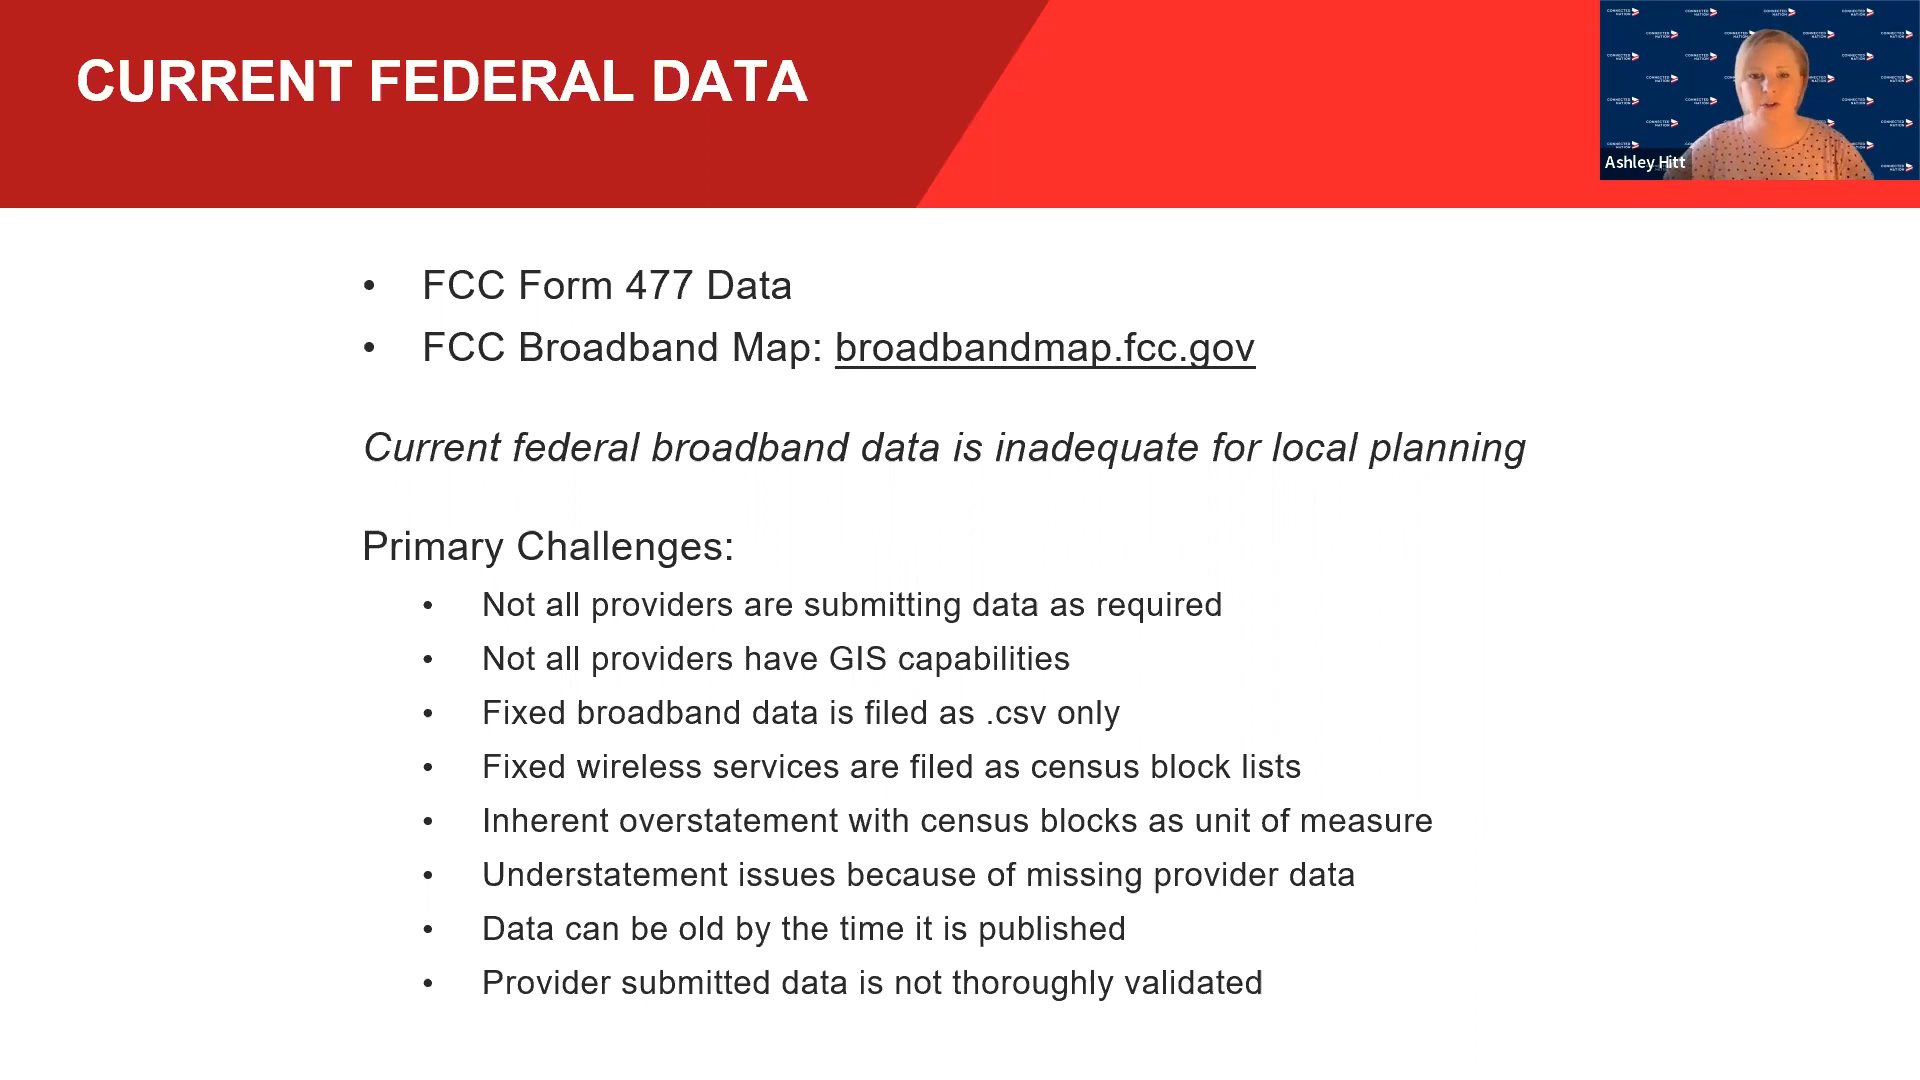 CURRENT FEDERAL DATA
CONNECTED NATION
Ashley Hitt
• FCC Form 477 Data
• FCC Broadband Map: broadbandmap.fcc.gov
Current federal broadband data is inadequate for local planning
Primary Challenges:
• Not all providers are submitting data as required
• Not all providers have GIS capabilities
• Fixed broadband data is filed as .csv only
• Fixed wireless services are filed as census block lists
• Inherent overstatement with census blocks as unit of measure
• Understatement issues because of missing provider data
• Data can be old by the time it is published
• Provider submitted data is not thoroughly validated